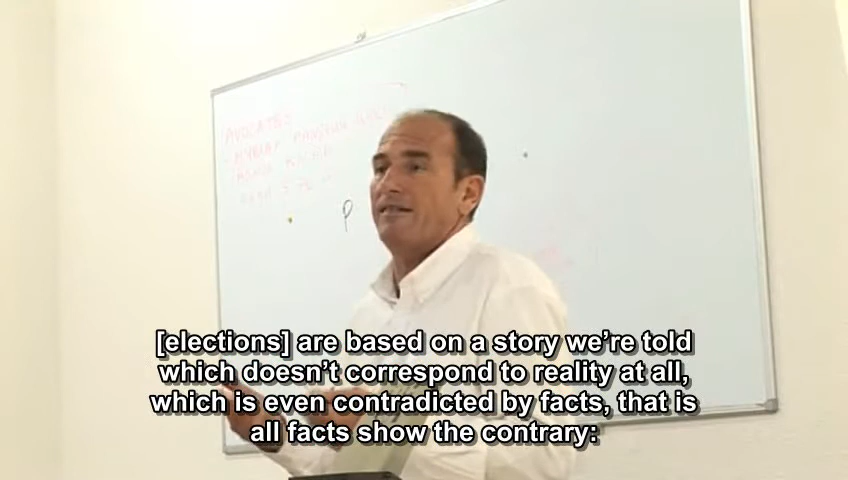 [elections] are based on a story we're told
which doesn't correspond to reality at all,
which is even contradicted by facts, that is
all facts show the contrary: